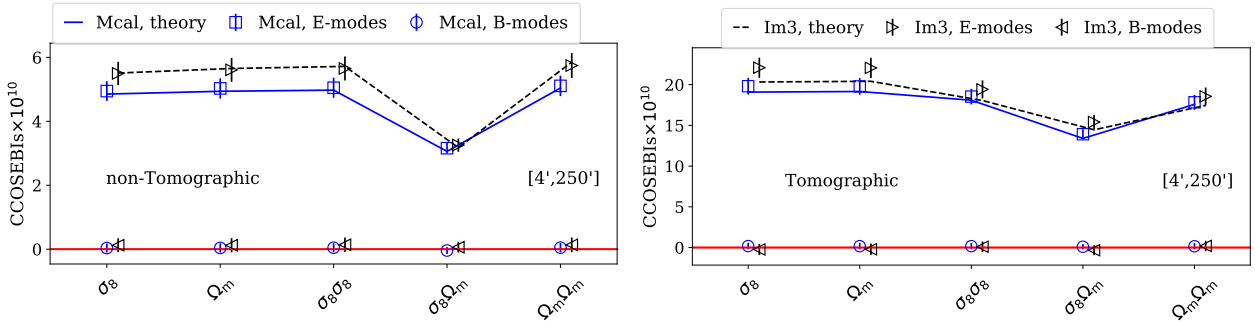 Mcal, theory Mcal, E-modes Mcal, B-modes
CCOSEBIs×10¹⁰
6
4
2
0
non-Tomographic [4',250']
σ₈ Ωₘ σ₈σ₈ σ₈Ωₘ ΩₘΩₘ
Im3, theory Im3, E-modes Im3, B-modes
CCOSEBIs×10¹⁰
20
15
10
5
0
Tomographic [4',250']
σ₈ Ωₘ σ₈σ₈ σ₈Ωₘ ΩₘΩₘ